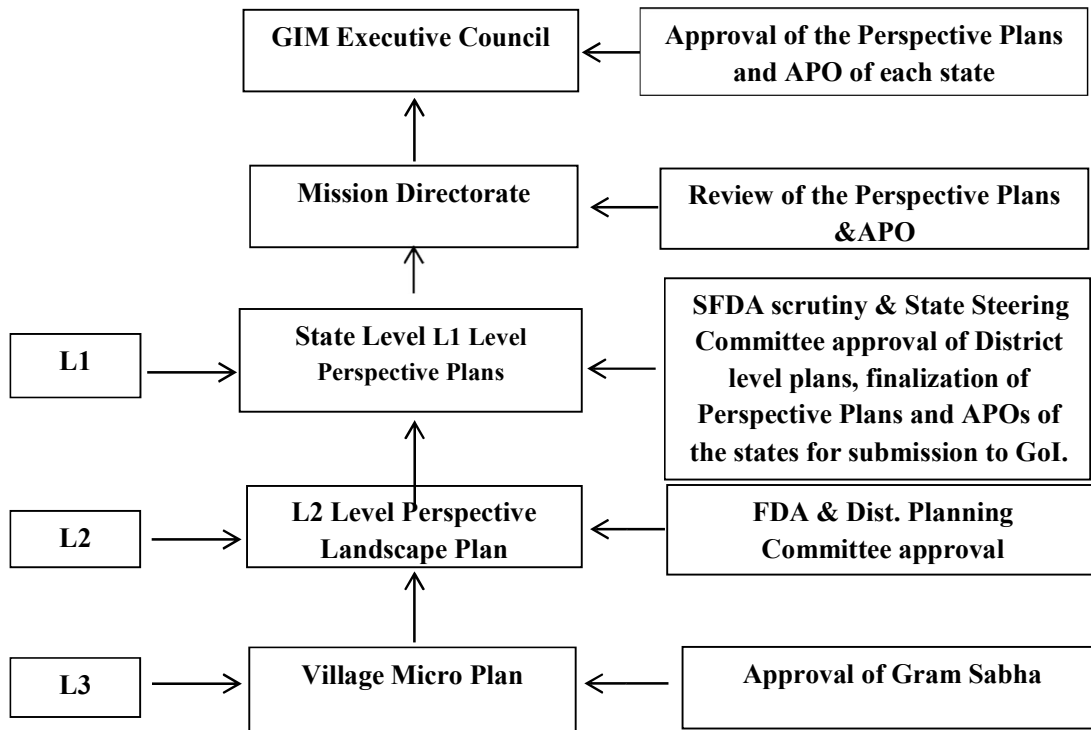 GIM Executive Council
Approval of the Perspective Plans
and APO of each state
Mission Directorate
Review of the Perspective Plans
&APO
L1
State Level L1 Level
Perspective Plans
SFDA scrutiny & State Steering
Committee approval of District
level plans, finalization of
Perspective Plans and APOs of
the states for submission to GoI.
L2
L2 Level Perspective
Landscape Plan
FDA & Dist. Planning
Committee approval
L3
Village Micro Plan
Approval of Gram Sabha